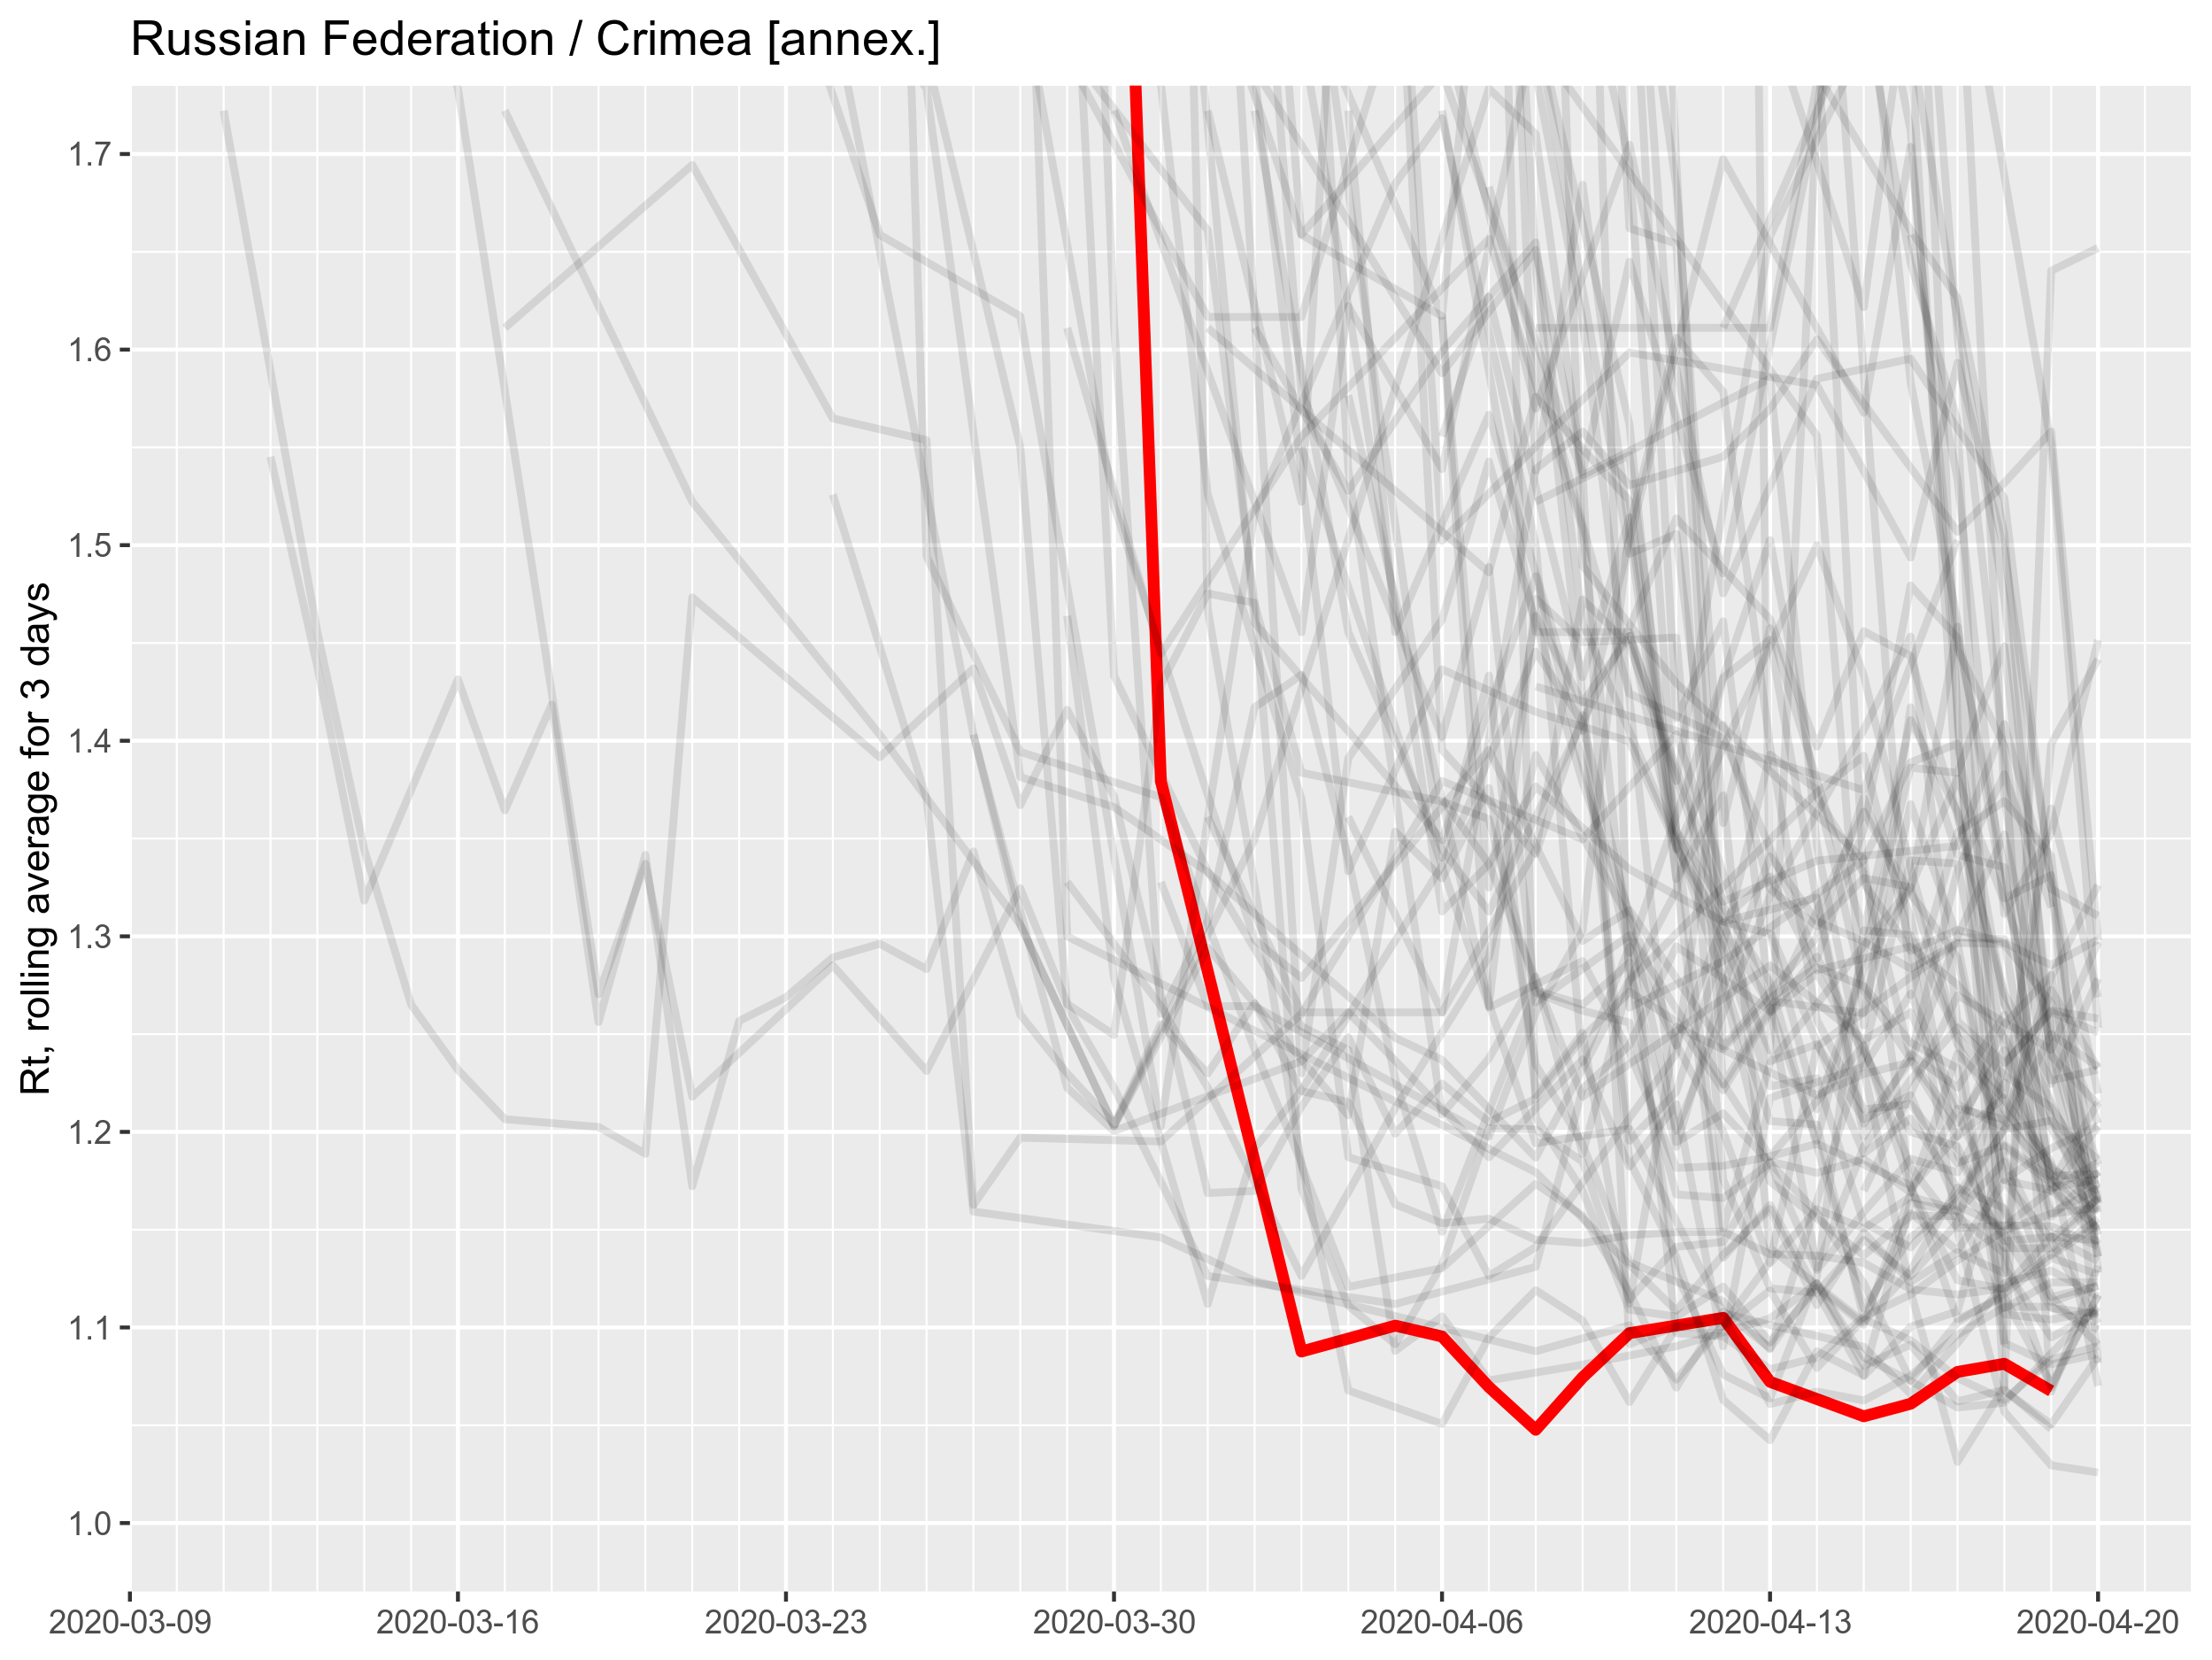 Russian Federation / Crimea [annex.]
Rt, rolling average for 3 days
1.7
1.6
1.5
1.4
1.3
1.2
1.1
1.0
2020-03-09 2020-03-16 2020-03-23 2020-03-30 2020-04-06 2020-04-13 2020-04-20